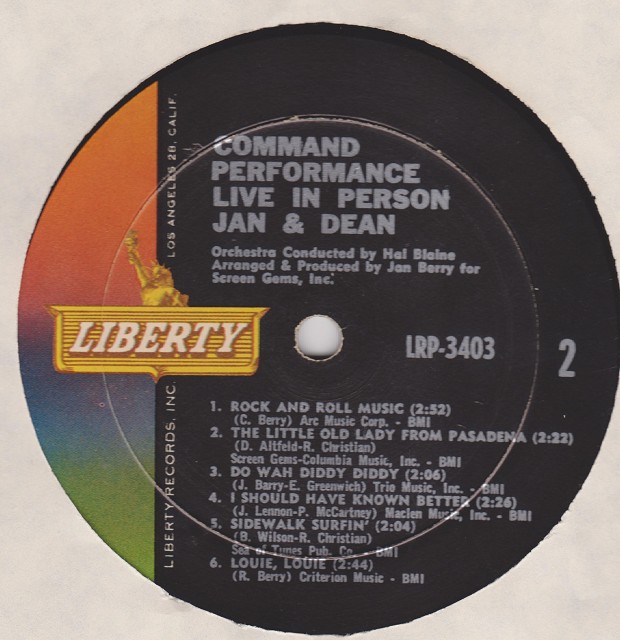 COMMAND
PERFORMANCE
LIVE IN PERSON
JAN & DEAN
Orchestra Conducted by Hal Blaine
Arranged & Produced by Jan Berry for
Screen Gems, Inc.
LIBERTY
LRP-3403
2
1. ROCK AND ROLL MUSIC (2:52)
(C. Berry) Arc Music Corp. - BMI
2. THE LITTLE OLD LADY FROM PASADENA (2:22)
(D. Altfeld-R. Christian)
Screen Gems-Columbia Music, Inc. - BMI
3. DO WAH DIDDY DIDDY (2:06)
(J. Barry-E. Greenwich) Trio Music, Inc. - BMI
4. I SHOULD HAVE KNOWN BETTER (2:26)
(J. Lennon-P. McCartney) Maclen Music, Inc. - BMI
5. SIDEWALK SURFIN' (2:04)
(B. Wilson-R. Christian)
Sea of Tunes Pub. Co. - BMI
6. LOUIE, LOUIE (2:44)
(R. Berry) Criterion Music - BMI
LIBERTY RECORDS, INC. LOS ANGELES 28, CALIF.